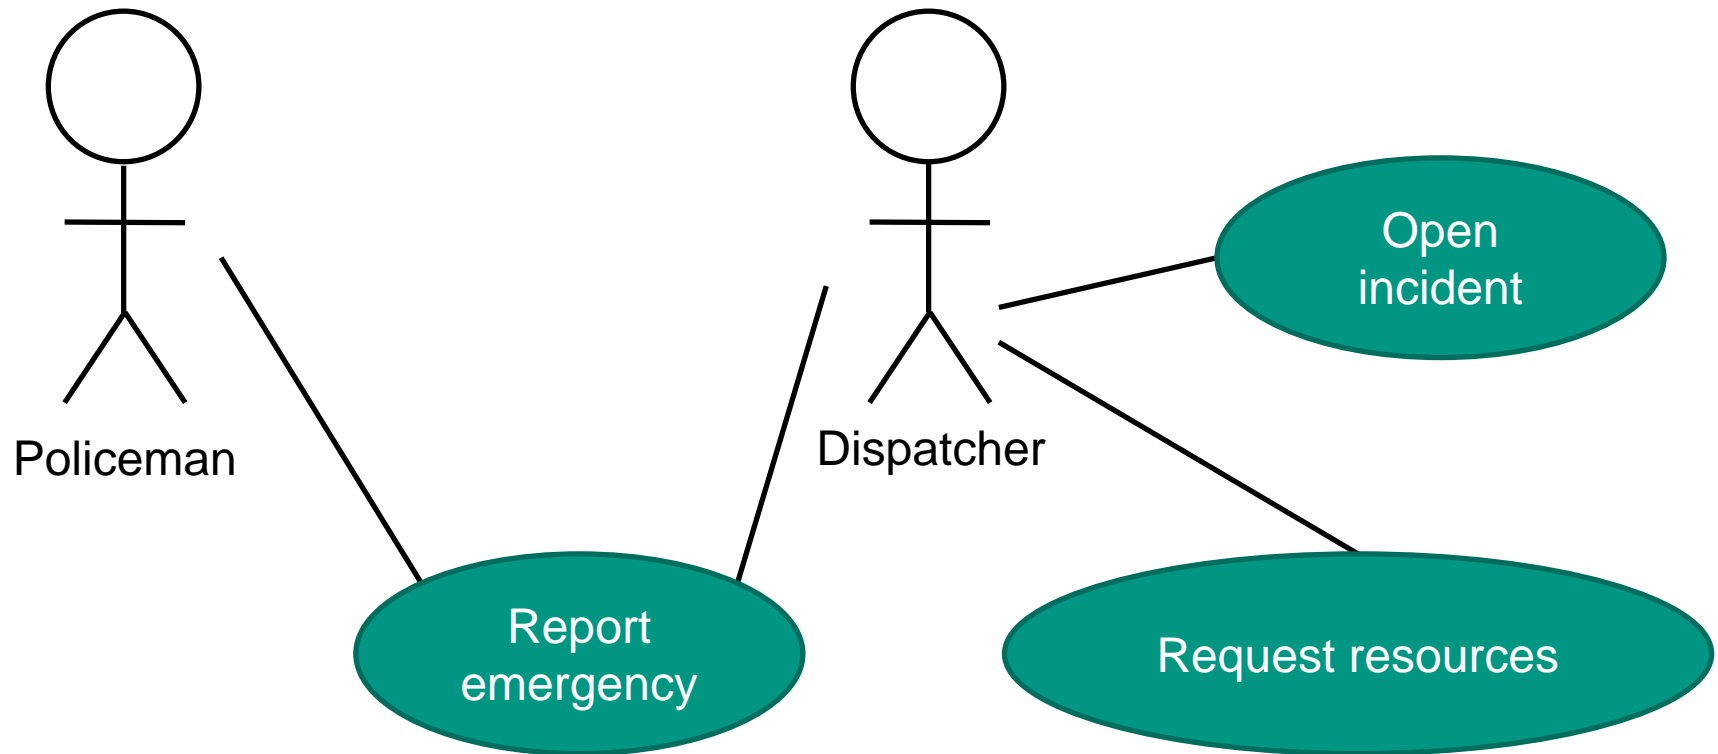 Policeman
Dispatcher
Open
incident
Report
emergency
Request resources